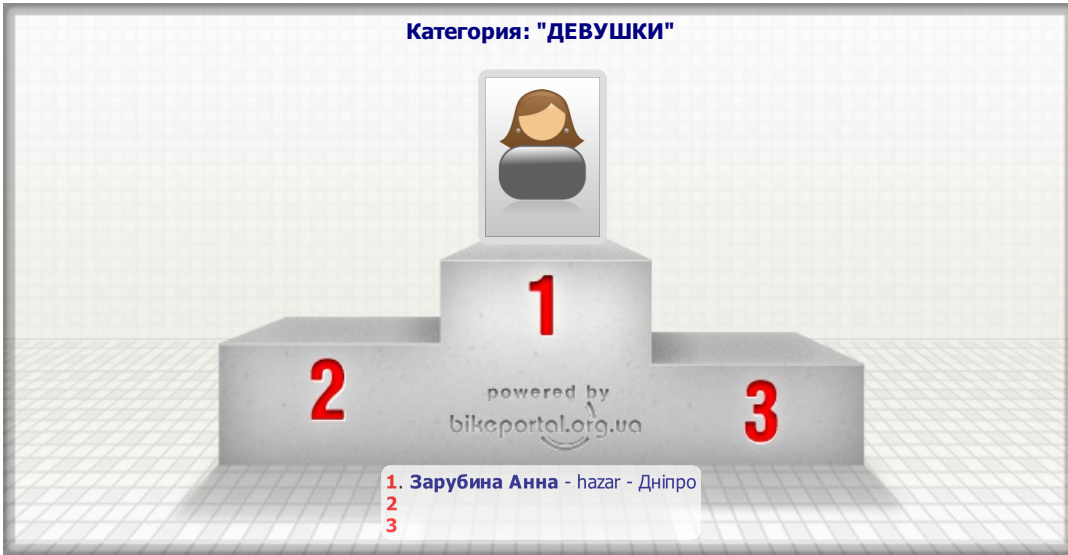 Категория: "ДЕВУШКИ"
1
2
3
powered by
bikeportal.org.ua
1. Зарубина Анна - hazar - Дніпро
2
3